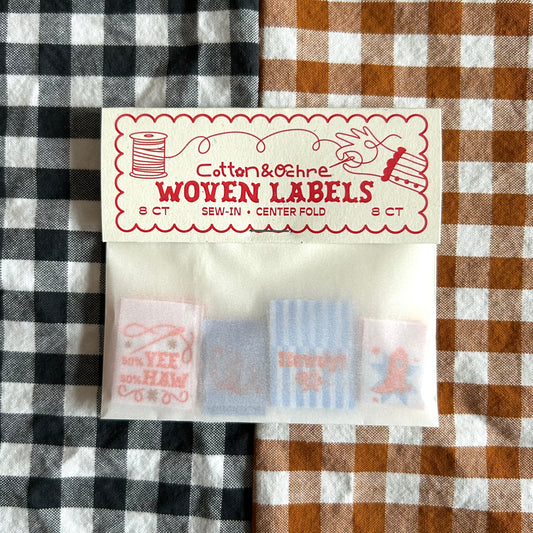 Cotton & Ochre
WOVEN LABELS
8 CT
SEW-IN • CENTER FOLD
8 CT
50% YEE
50% HAW